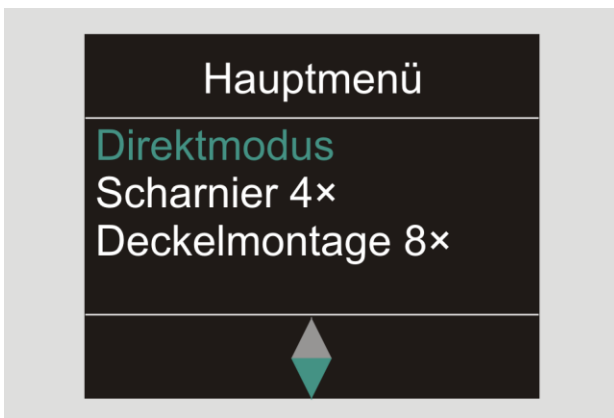 Hauptmenü
Direktmodus
Scharnier 4×
Deckelmontage 8×